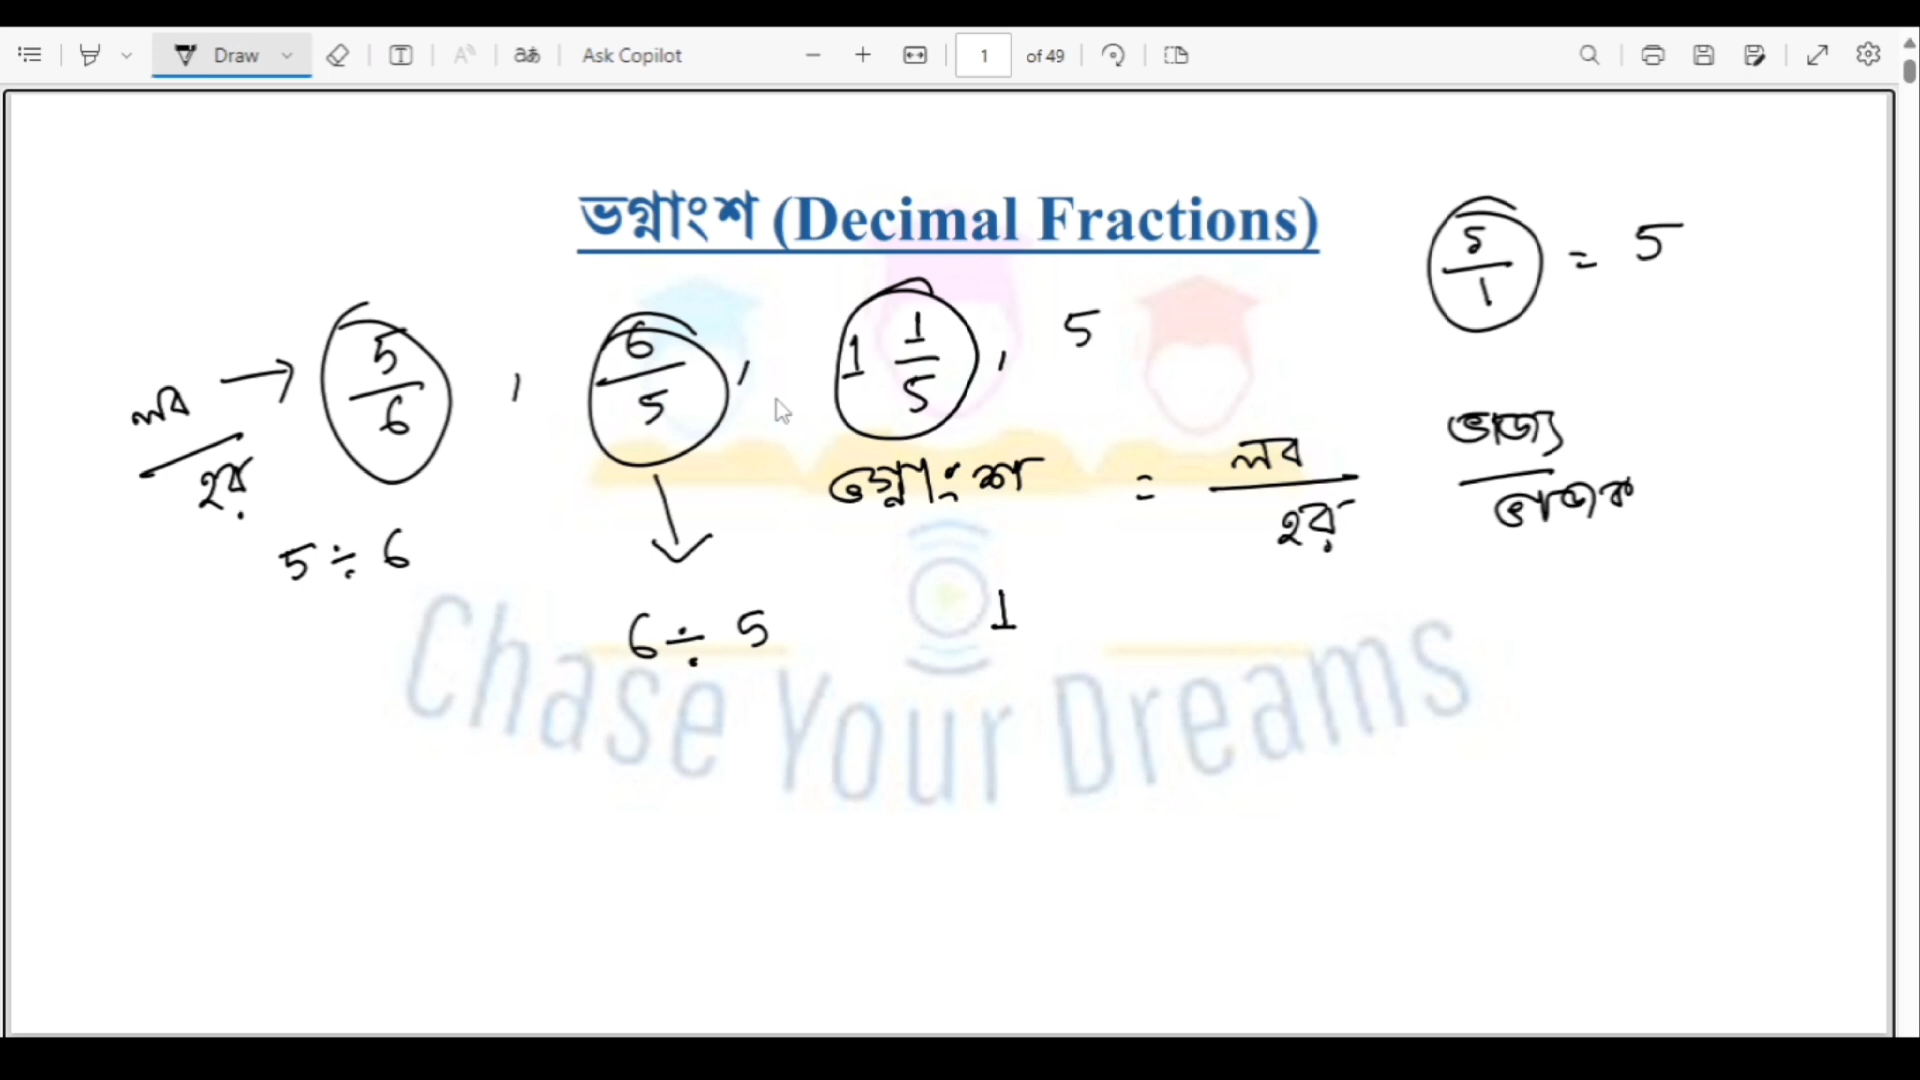 Draw Ask Copilot 1 of 49
ভগ্নাংশ (Decimal Fractions)
5/1 = 5
লব/হর → 5/6 , 6/5 , 1 1/5 , 5
ভগ্নাংশ = লব/হর ভাজ্য/ভাজক
5 ÷ 6
6 ÷ 5 1
Chase Your Dreams